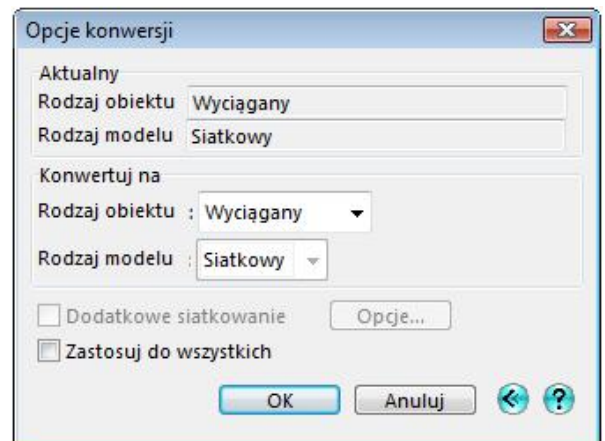 Opcje konwersji
Aktualny
Rodzaj obiektu Wyciągany
Rodzaj modelu Siatkowy
Konwertuj na
Rodzaj obiektu : Wyciągany
Rodzaj modelu : Siatkowy
Dodatkowe siatkowanie Opcje...
Zastosuj do wszystkich
OK Anuluj ?